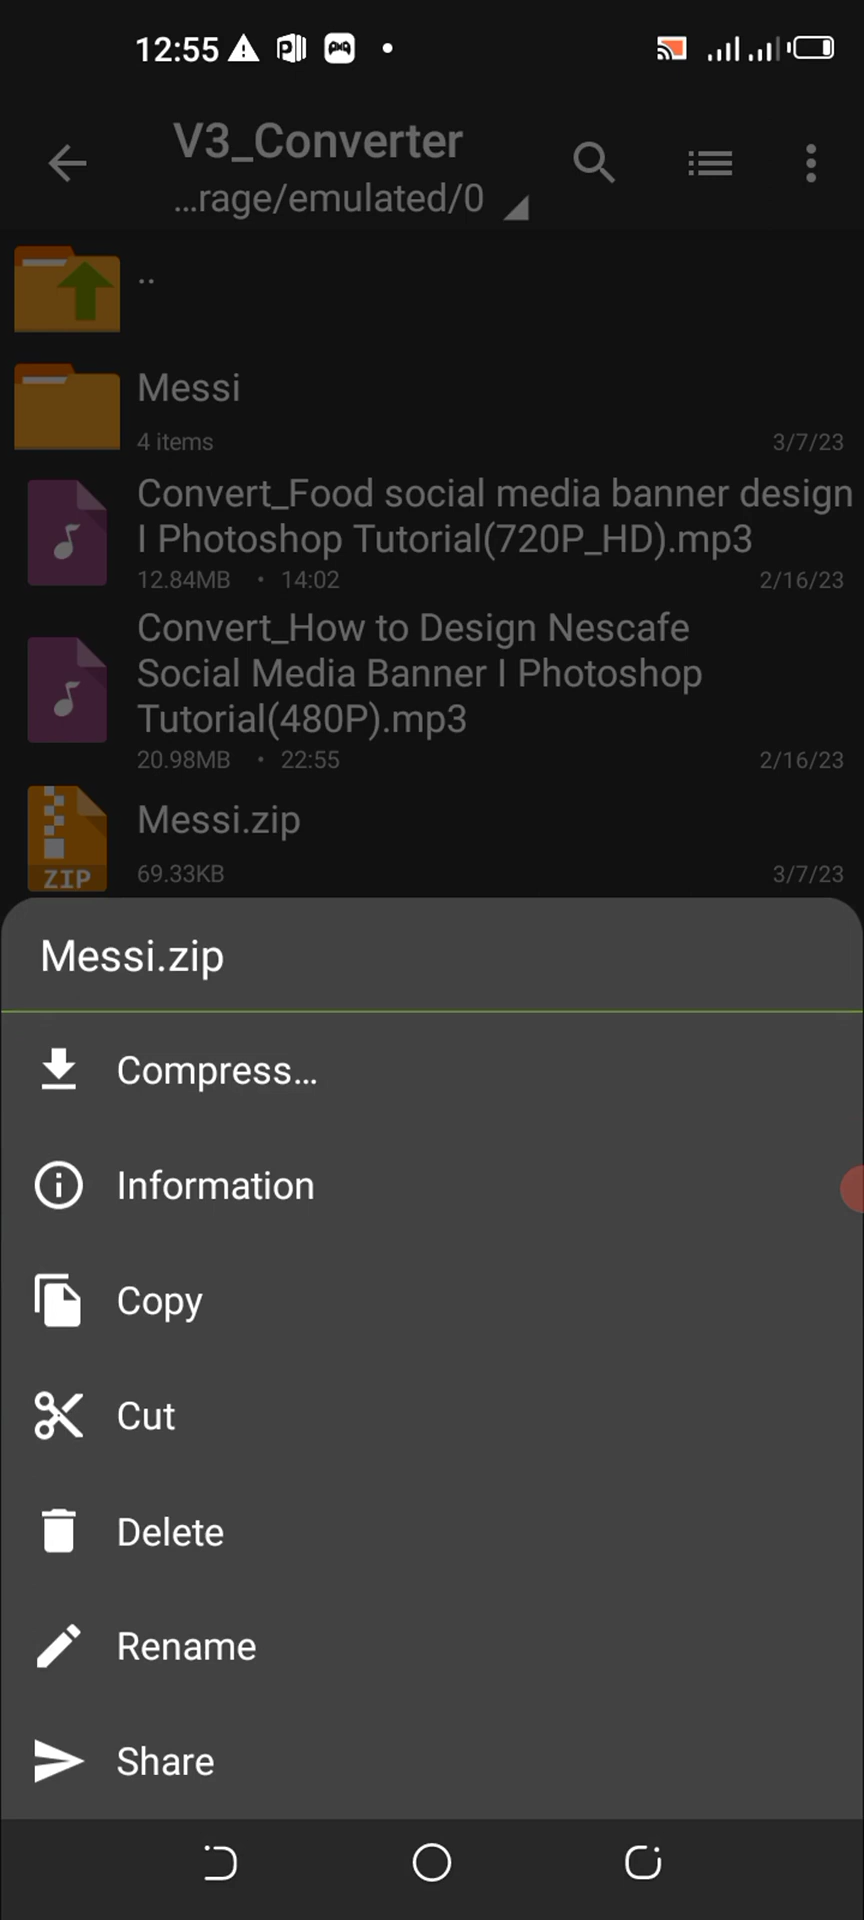 12:55
V3_Converter
...rage/emulated/0
..
Messi
4 items 3/7/23
Convert_Food social media banner design
I Photoshop Tutorial(720P_HD).mp3
12.84MB • 14:02 2/16/23
Convert_How to Design Nescafe
Social Media Banner I Photoshop
Tutorial(480P).mp3
20.98MB • 22:55 2/16/23
Messi.zip
ZIP
69.33KB 3/7/23
Messi.zip
Compress...
Information
Copy
Cut
Delete
Rename
Share